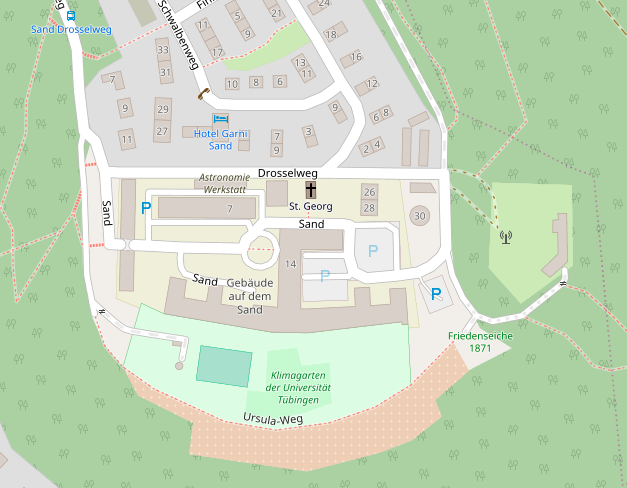 Sand Drosselweg
Schwalbenweg
24
5
21
9
18
11
17
33
31
16
13
11
12
7
10
8
6
9
29
9
6 8
11
27
Hotel Garni
Sand
7
9
3
2 4
Drosselweg
Astronomie
Werkstatt
St. Georg
26
28
P
7
Sand
Sand
30
P
14
P
Sand
Gebäude
auf dem
Sand
P
Friedenseiche
1871
Klimagarten
der Universität
Tübingen
Ursula-Weg